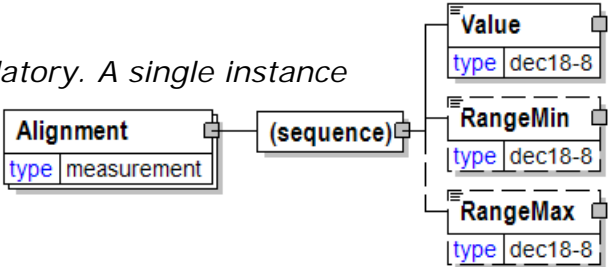 latory. A single instance
Alignment
type measurement
(sequence)
Value
type dec18-8
RangeMin
type dec18-8
RangeMax
type dec18-8